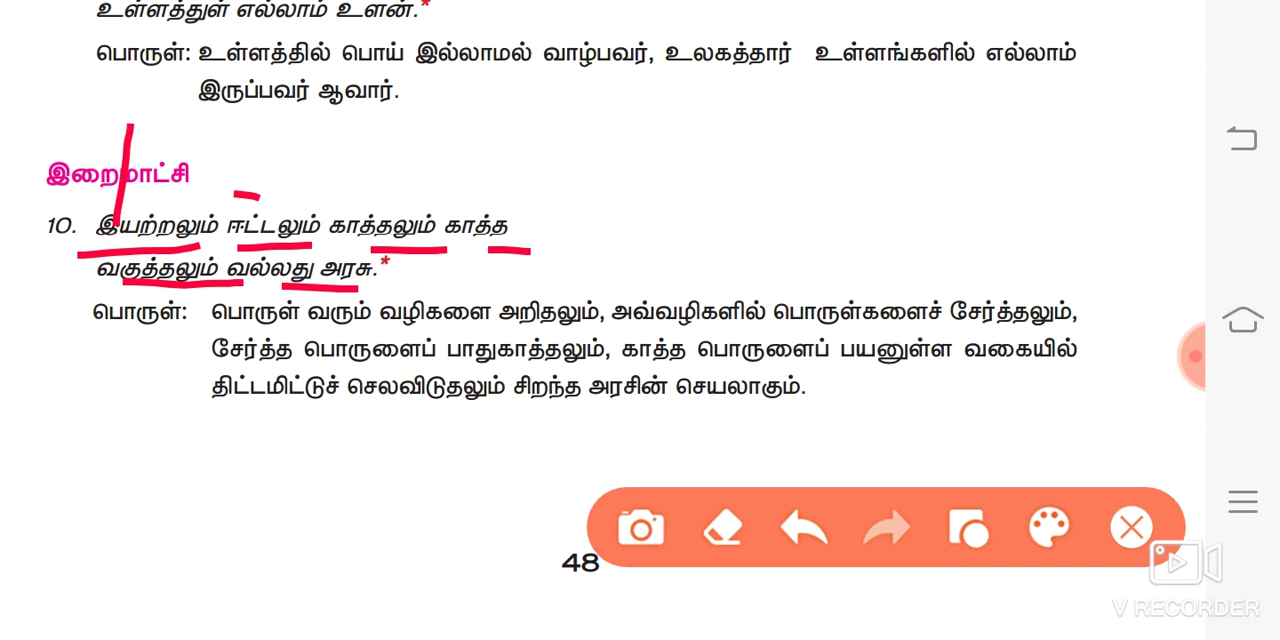 உள்ளத்துள் எல்லாம் உளன்.*
பொருள்: உள்ளத்தில் பொய் இல்லாமல் வாழ்பவர், உலகத்தார் உள்ளங்களில் எல்லாம்
இருப்பவர் ஆவார்.
இறைமாட்சி
10. இயற்றலும் ஈட்டலும் காத்தலும் காத்த
வகுத்தலும் வல்லது அரசு.*
பொருள்: பொருள் வரும் வழிகளை அறிதலும், அவ்வழிகளில் பொருள்களைச் சேர்த்தலும்,
சேர்த்த பொருளைப் பாதுகாத்தலும், காத்த பொருளைப் பயனுள்ள வகையில்
திட்டமிட்டுச் செலவிடுதலும் சிறந்த அரசின் செயலாகும்.
48
V RECORDER